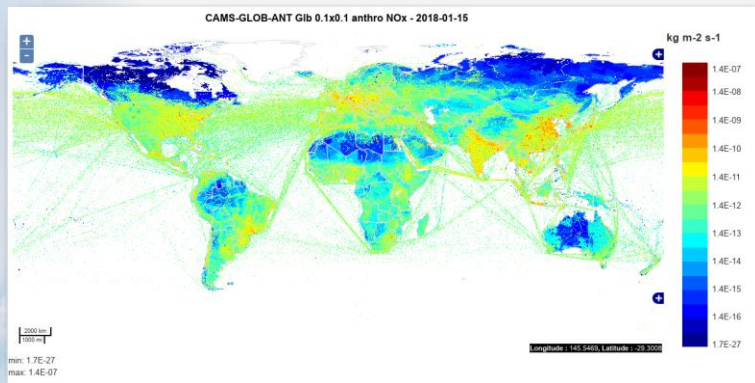 CAMS-GLOB-ANT Glb 0.1x0.1 anthro NOx - 2018-01-15
kg m-2 s-1
+
-
+
1.4E-07
1.4E-08
1.4E-09
1.4E-10
1.4E-11
1.4E-12
1.4E-13
1.4E-14
1.4E-15
1.4E-16
1.7E-27
+
2000 km
1000 mi
Longitude : 145.5469, Latitude : -29.3008
min: 1.7E-27
max: 1.4E-07